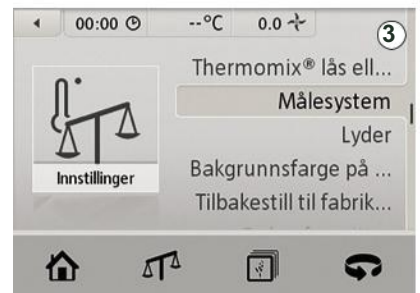 00:00 --°C 0.0
3
Thermomix® lås ell...
Målesystem
Lyder
Innstillinger
Bakgrunnsfarge på ...
Tilbakestill til fabrik...